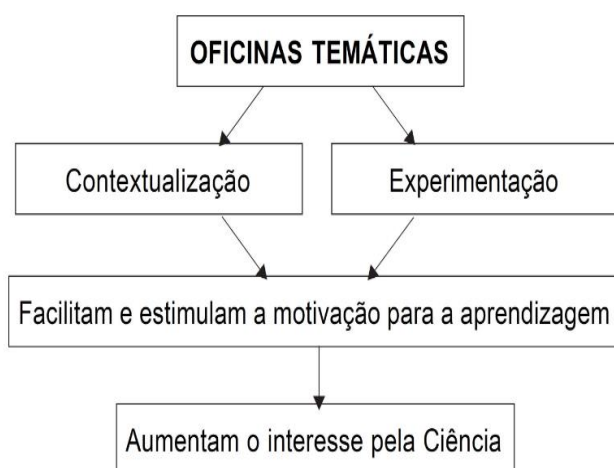 OFICINAS TEMÁTICAS
Contextualização
Experimentação
Facilitam e estimulam a motivação para a aprendizagem
Aumentam o interesse pela Ciência